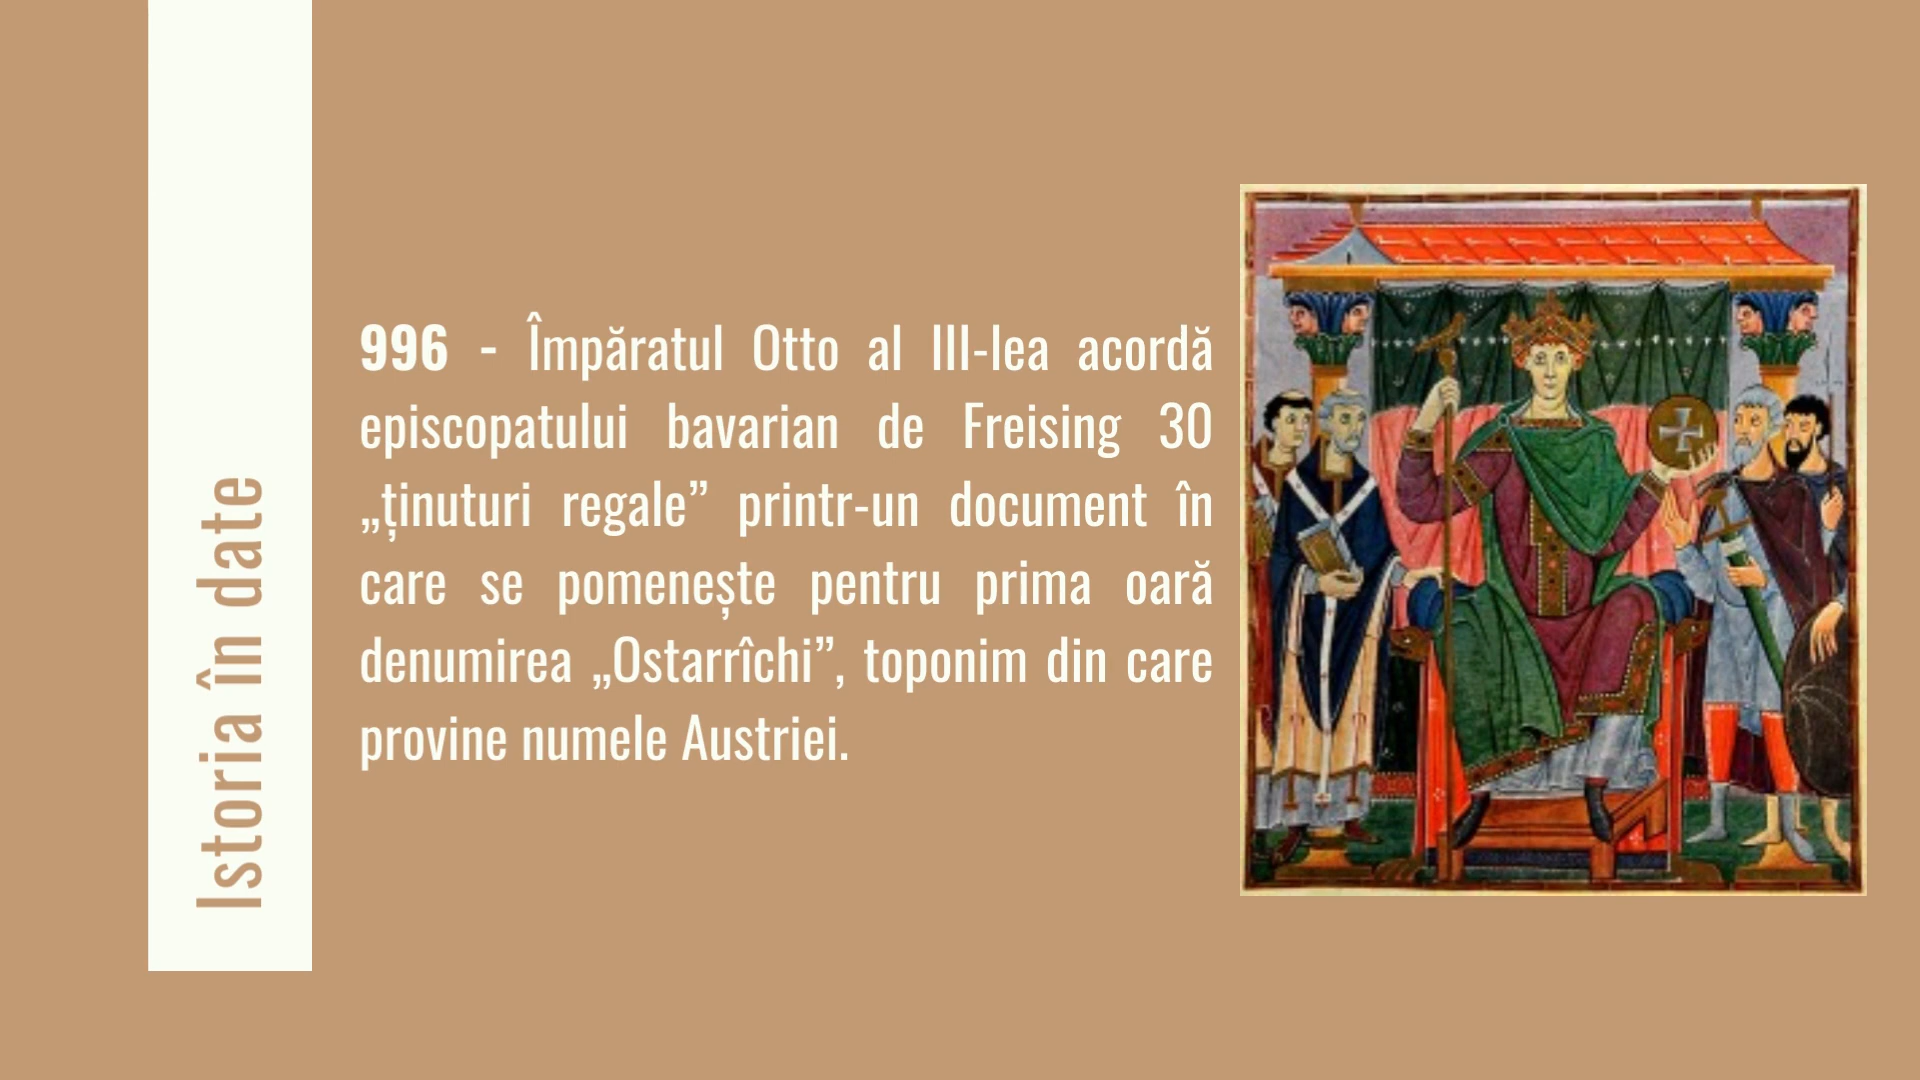 Istoria în date
996 - Împăratul Otto al III-lea acordă
episcopatului bavarian de Freising 30
„ținuturi regale” printr-un document în
care se pomenește pentru prima oară
denumirea „Ostarrîchi”, toponim din care
provine numele Austriei.